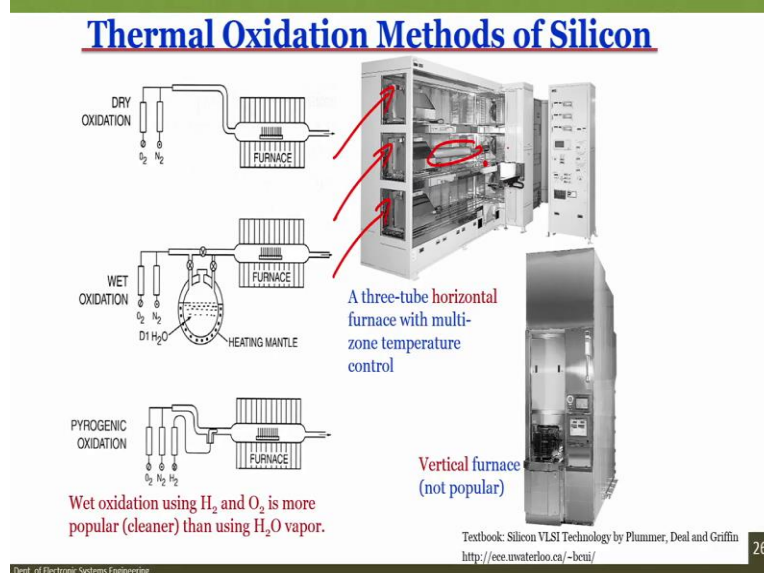 Thermal Oxidation Methods of Silicon
DRY
OXIDATION
O2 N2
FURNACE
WET
OXIDATION
O2 N2
D1 H2O
FURNACE
HEATING MANTLE
A three-tube horizontal
furnace with multi-
zone temperature
control
PYROGENIC
OXIDATION
O2 N2 H2
FURNACE
Vertical furnace
(not popular)
Wet oxidation using H2 and O2 is more
popular (cleaner) than using H2O vapor.
Textbook: Silicon VLSI Technology by Plummer, Deal and Griffin
http://ece.uwaterloo.ca/~bcui/
26
Dept. of Electronic Systems Engineering